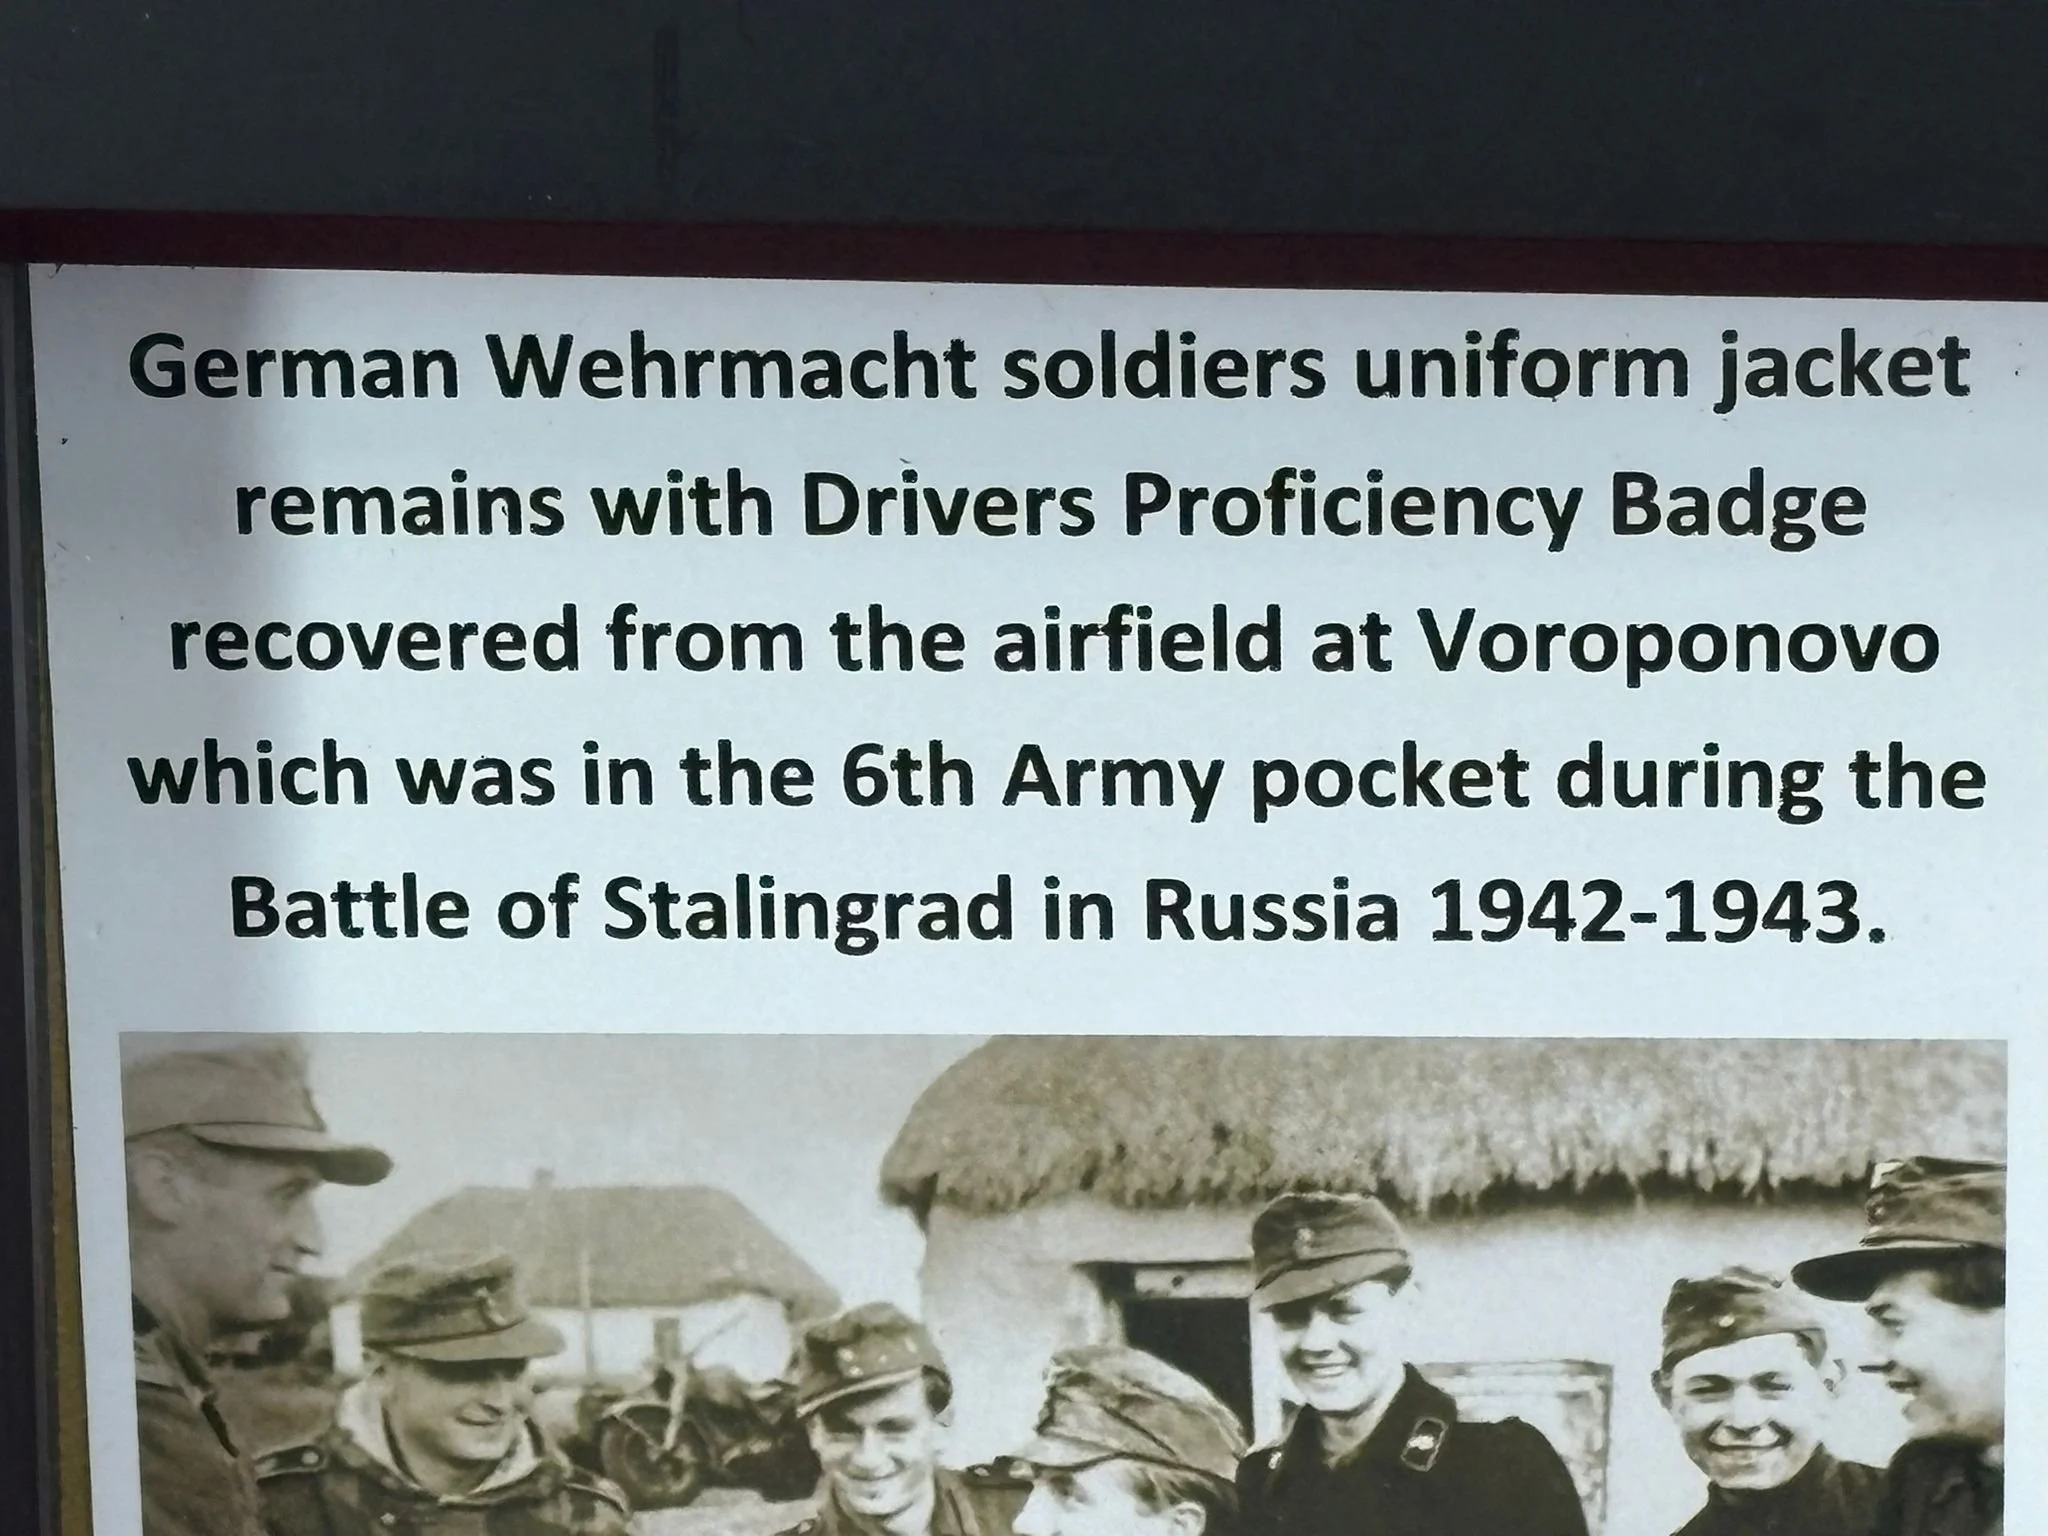 German Wehrmacht soldiers uniform jacket
remains with Drivers Proficiency Badge
recovered from the airfield at Voroponovo
which was in the 6th Army pocket during the
Battle of Stalingrad in Russia 1942-1943.